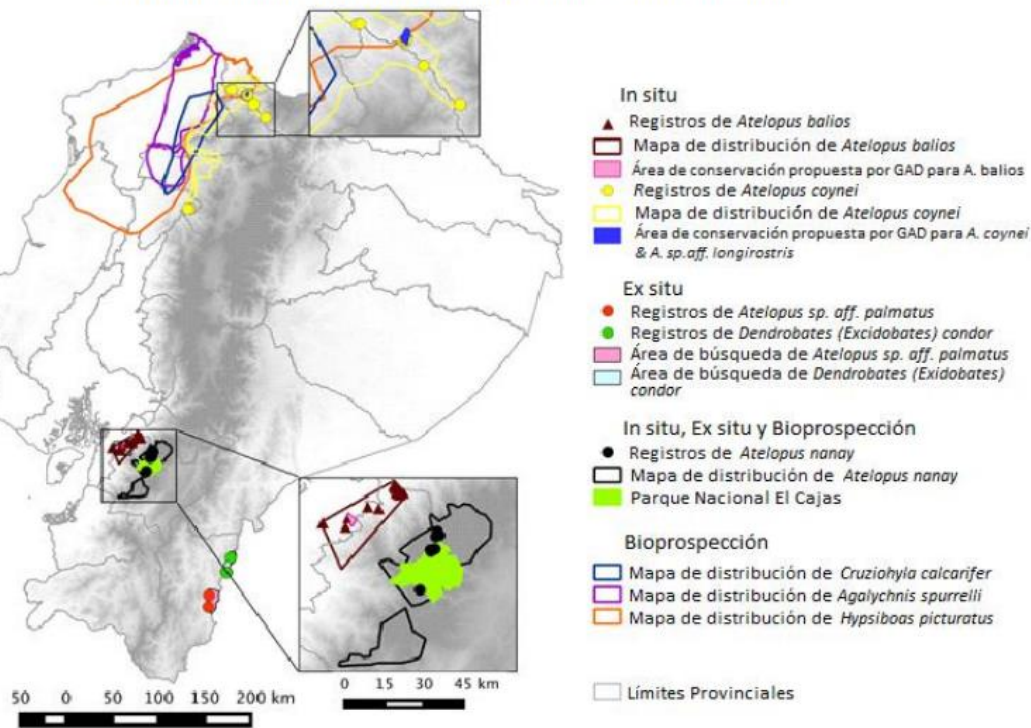 In situ
Registros de Atelopus balios
Mapa de distribución de Atelopus balios
Área de conservación propuesta por GAD para A. balios
Registros de Atelopus coynei
Mapa de distribución de Atelopus coynei
Área de conservación propuesta por GAD para A. coynei
& A. sp.aff. longirostris
Ex situ
Registros de Atelopus sp. aff. palmatus
Registros de Dendrobates (Excidobates) condor
Área de búsqueda de Atelopus sp. aff. palmatus
Área de búsqueda de Dendrobates (Exidobates)
condor
In situ, Ex situ y Bioprospección
Registros de Atelopus nanay
Mapa de distribución de Atelopus nanay
Parque Nacional El Cajas
Bioprospección
Mapa de distribución de Cruziohyla calcarifer
Mapa de distribución de Agalychnis spurrelli
Mapa de distribución de Hypsiboas picturatus
Límites Provinciales
50 0 50 100 150 200 km
0 15 30 45 km